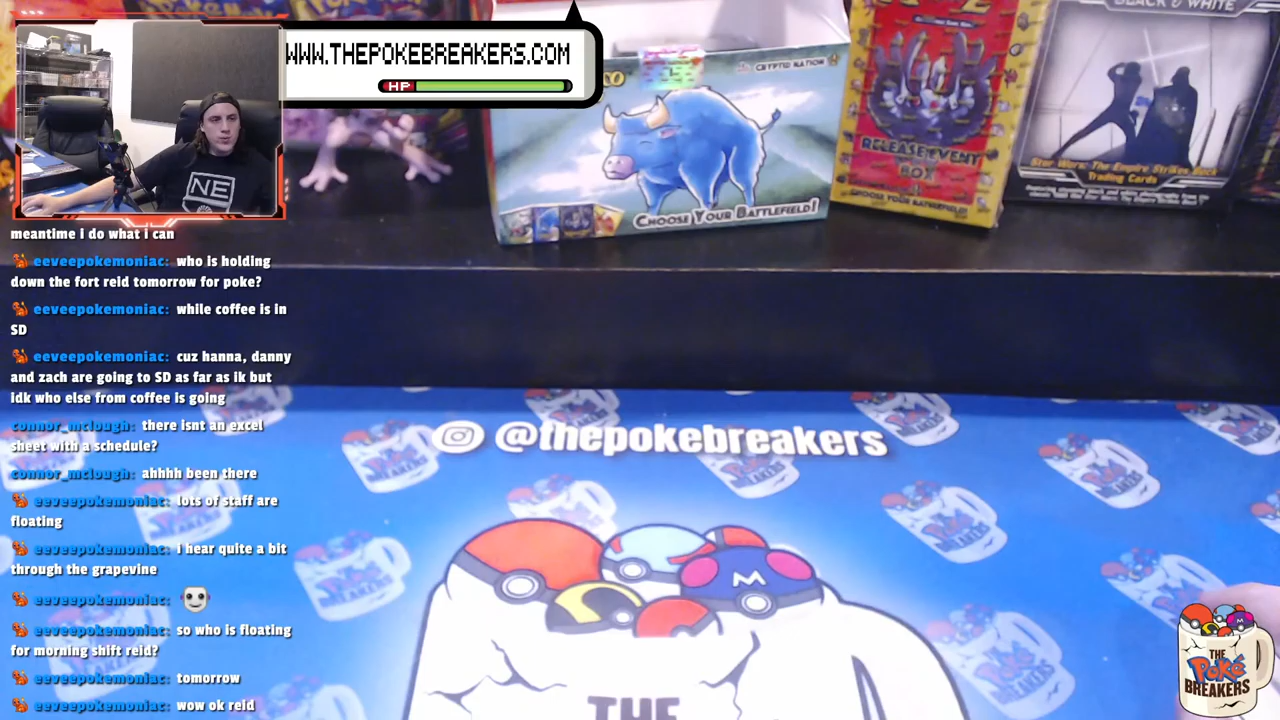 WWW.THEPOKEBREAKERS.COM
HP
CRYPTID NATION
CHOOSE YOUR BATTLEFIELD!
RELEASE EVENT
BOX
CHOOSE YOUR BATTLEFIELD!
BLACK & WHITE
Star Wars: The Empire Strikes Back
Trading Cards
NE
meantime i do what i can
eeveepokemoniac: who is holding
down the fort reid tomorrow for poke?
eeveepokemoniac: while coffee is in
SD
eeveepokemoniac: cuz hanna, danny
and zach are going to SD as far as ik but
idk who else from coffee is going
connor_mclough: there isnt an excel
sheet with a schedule?
connor_mclough: ahhhh been there
eeveepokemoniac: lots of staff are
floating
eeveepokemoniac: i hear quite a bit
through the grapevine
eeveepokemoniac:
eeveepokemoniac: so who is floating
for morning shift reid?
eeveepokemoniac: tomorrow
eeveepokemoniac: wow ok reid
@thepokebreakers
M
THE
THE
Poké
BREAKERS